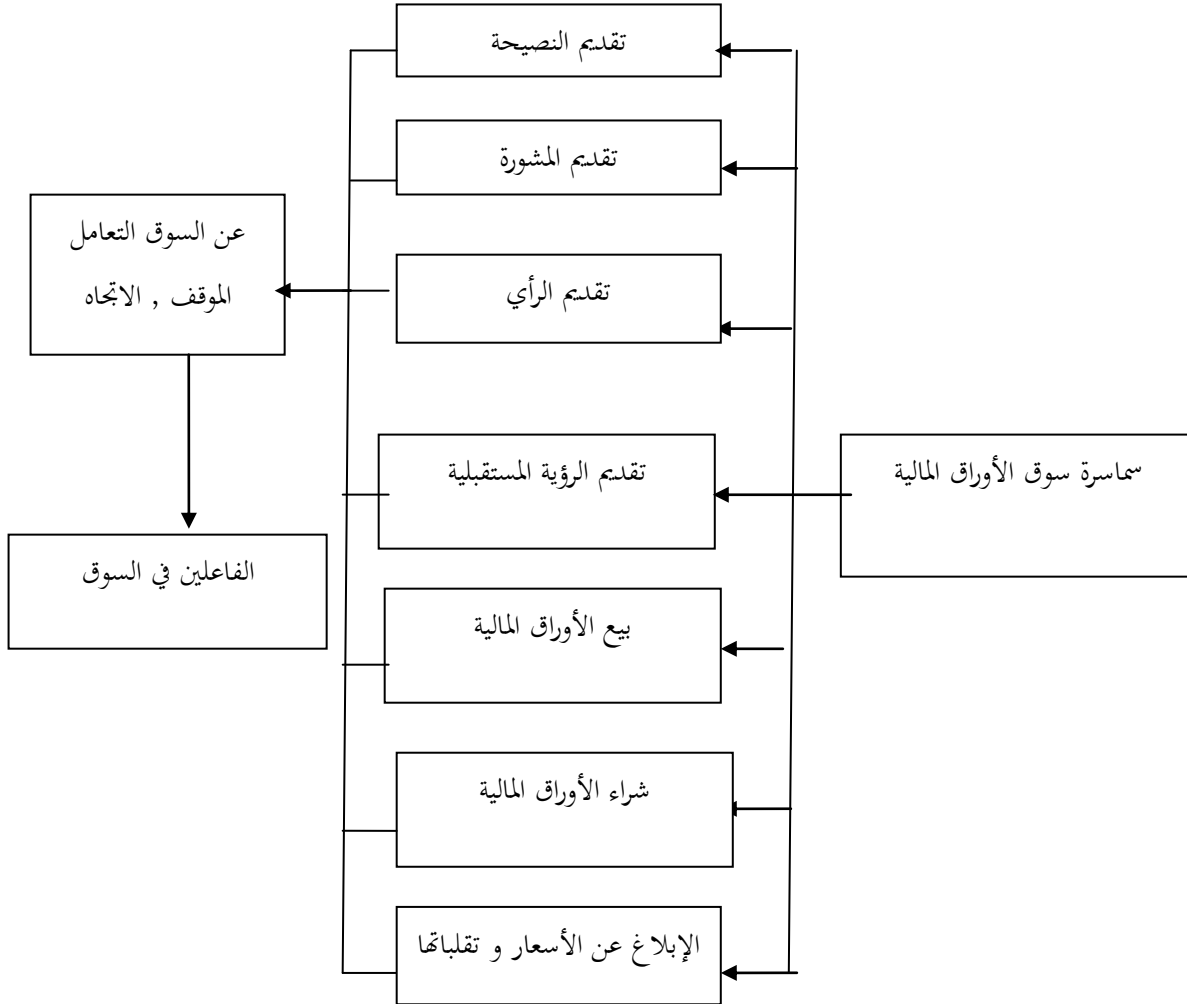 تقديم النصيحة
تقديم المشورة
عن السوق التعامل
الموقف , الاتجاه
تقديم الرأي
تقديم الرؤية المستقبلية
سماسرة سوق الأوراق المالية
الفاعلين في السوق
بيع الأوراق المالية
شراء الأوراق المالية
الإبلاغ عن الأسعار و تقلباتها